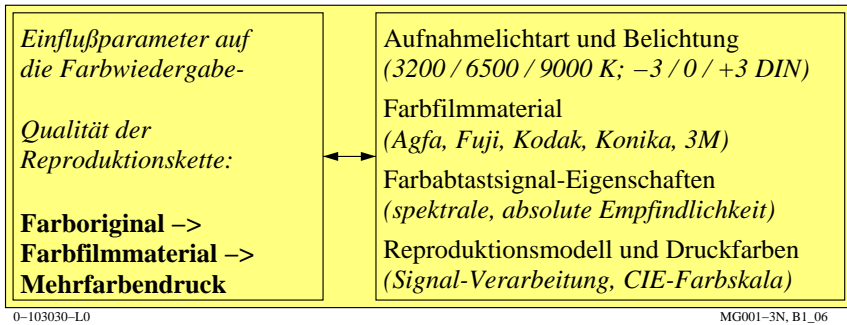 Einflußparameter auf
die Farbwiedergabe-
Qualität der
Reproduktionskette:
Farboriginal −>
Farbfilmmaterial −>
Mehrfarbendruck
Aufnahmelichtart und Belichtung
(3200 / 6500 / 9000 K; −3 / 0 / +3 DIN)
Farbfilmmaterial
(Agfa, Fuji, Kodak, Konika, 3M)
Farbabtastsignal-Eigenschaften
(spektrale, absolute Empfindlichkeit)
Reproduktionsmodell und Druckfarben
(Signal-Verarbeitung, CIE-Farbskala)
0−103030−L0
MG001−3N, B1_06